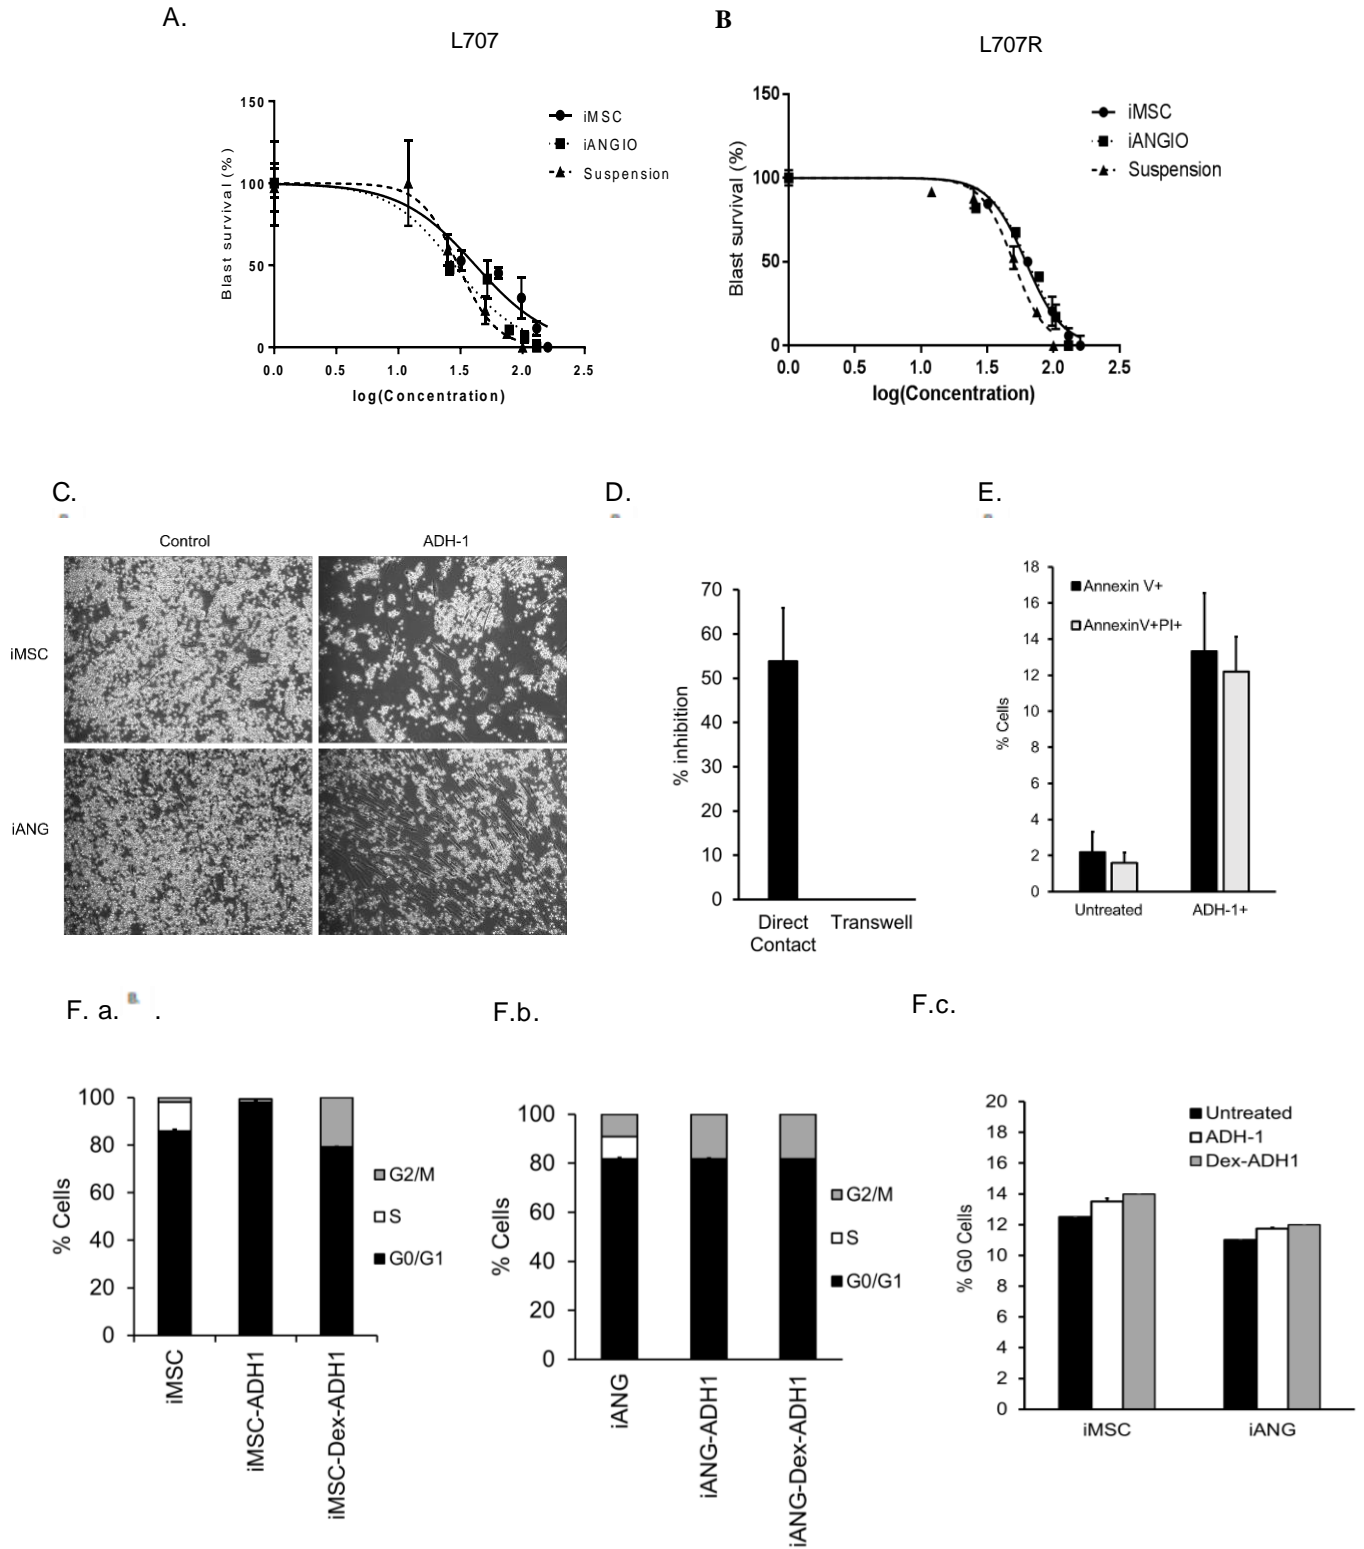 A.
L707
150
100
50
0
Blast survival (%)
0.0 0.5 1.0 1.5 2.0 2.5
log(Concentration)
iMSC
iANGIO
Suspension
B
L707R
150
100
50
0
Blast survival (%)
0.0 0.5 1.0 1.5 2.0 2.5
log(Concentration)
iMSC
iANGIO
Suspension
C.
Control ADH-1
iMSC
iANG
D.
70
60
50
40
30
20
10
0
% inhibition
Direct Transwell
Contact
E.
18
16
14
12
10
8
6
4
2
0
% Cells
Annexin V+
AnnexinV+PI+
Untreated ADH-1+
F. a. .
100
80
60
40
20
0
% Cells
G2/M
S
G0/G1
iMSC
iMSC-ADH1
iMSC-Dex-ADH1
F.b.
100
80
60
40
20
0
% Cells
G2/M
S
G0/G1
iANG
iANG-ADH1
iANG-Dex-ADH1
F.c.
20
18
16
14
12
10
8
6
4
2
0
% G0 Cells
Untreated
ADH-1
Dex-ADH1
iMSC iANG